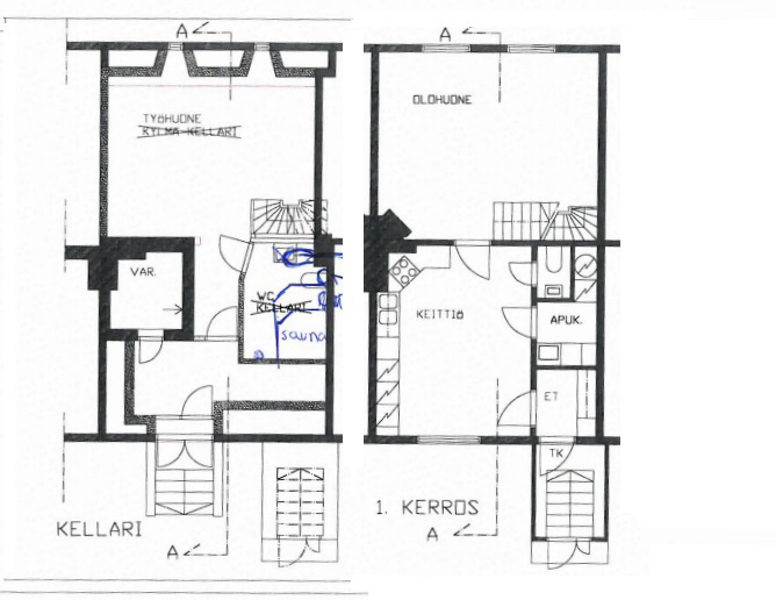 A
TYÖHUONE
KYLMÄ KELLARI
VAR.
WC
KELLARI
sauna
KELLARI
A
A
OLOHUONE
KEITTIÖ
APUK.
ET
TK
1. KERROS
A